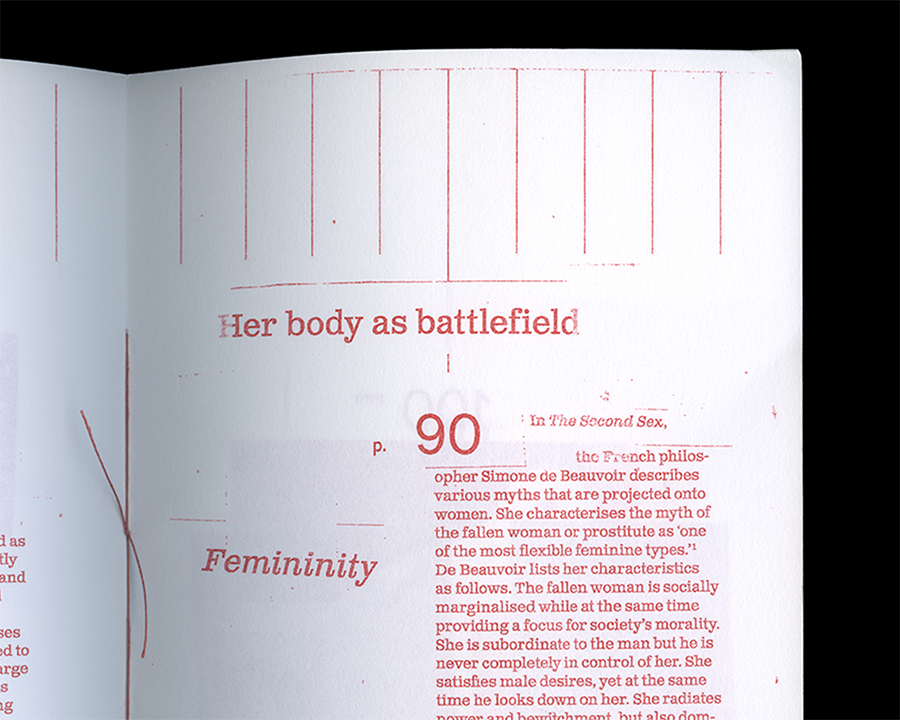 d as
tly
and
ses
ed to
arge
s
ng
Her body as battlefield
p. 90
Femininity
In The Second Sex,
the French philos-
opher Simone de Beauvoir describes
various myths that are projected onto
women. She characterises the myth of
the fallen woman or prostitute as ‘one
of the most flexible feminine types.’¹
De Beauvoir lists her characteristics
as follows. The fallen woman is socially
marginalised while at the same time
providing a focus for society’s morality.
She is subordinate to the man but he is
never completely in control of her. She
satisfies male desires, yet at the same
time he looks down on her. She radiates
power and bewitchment, but also dom-